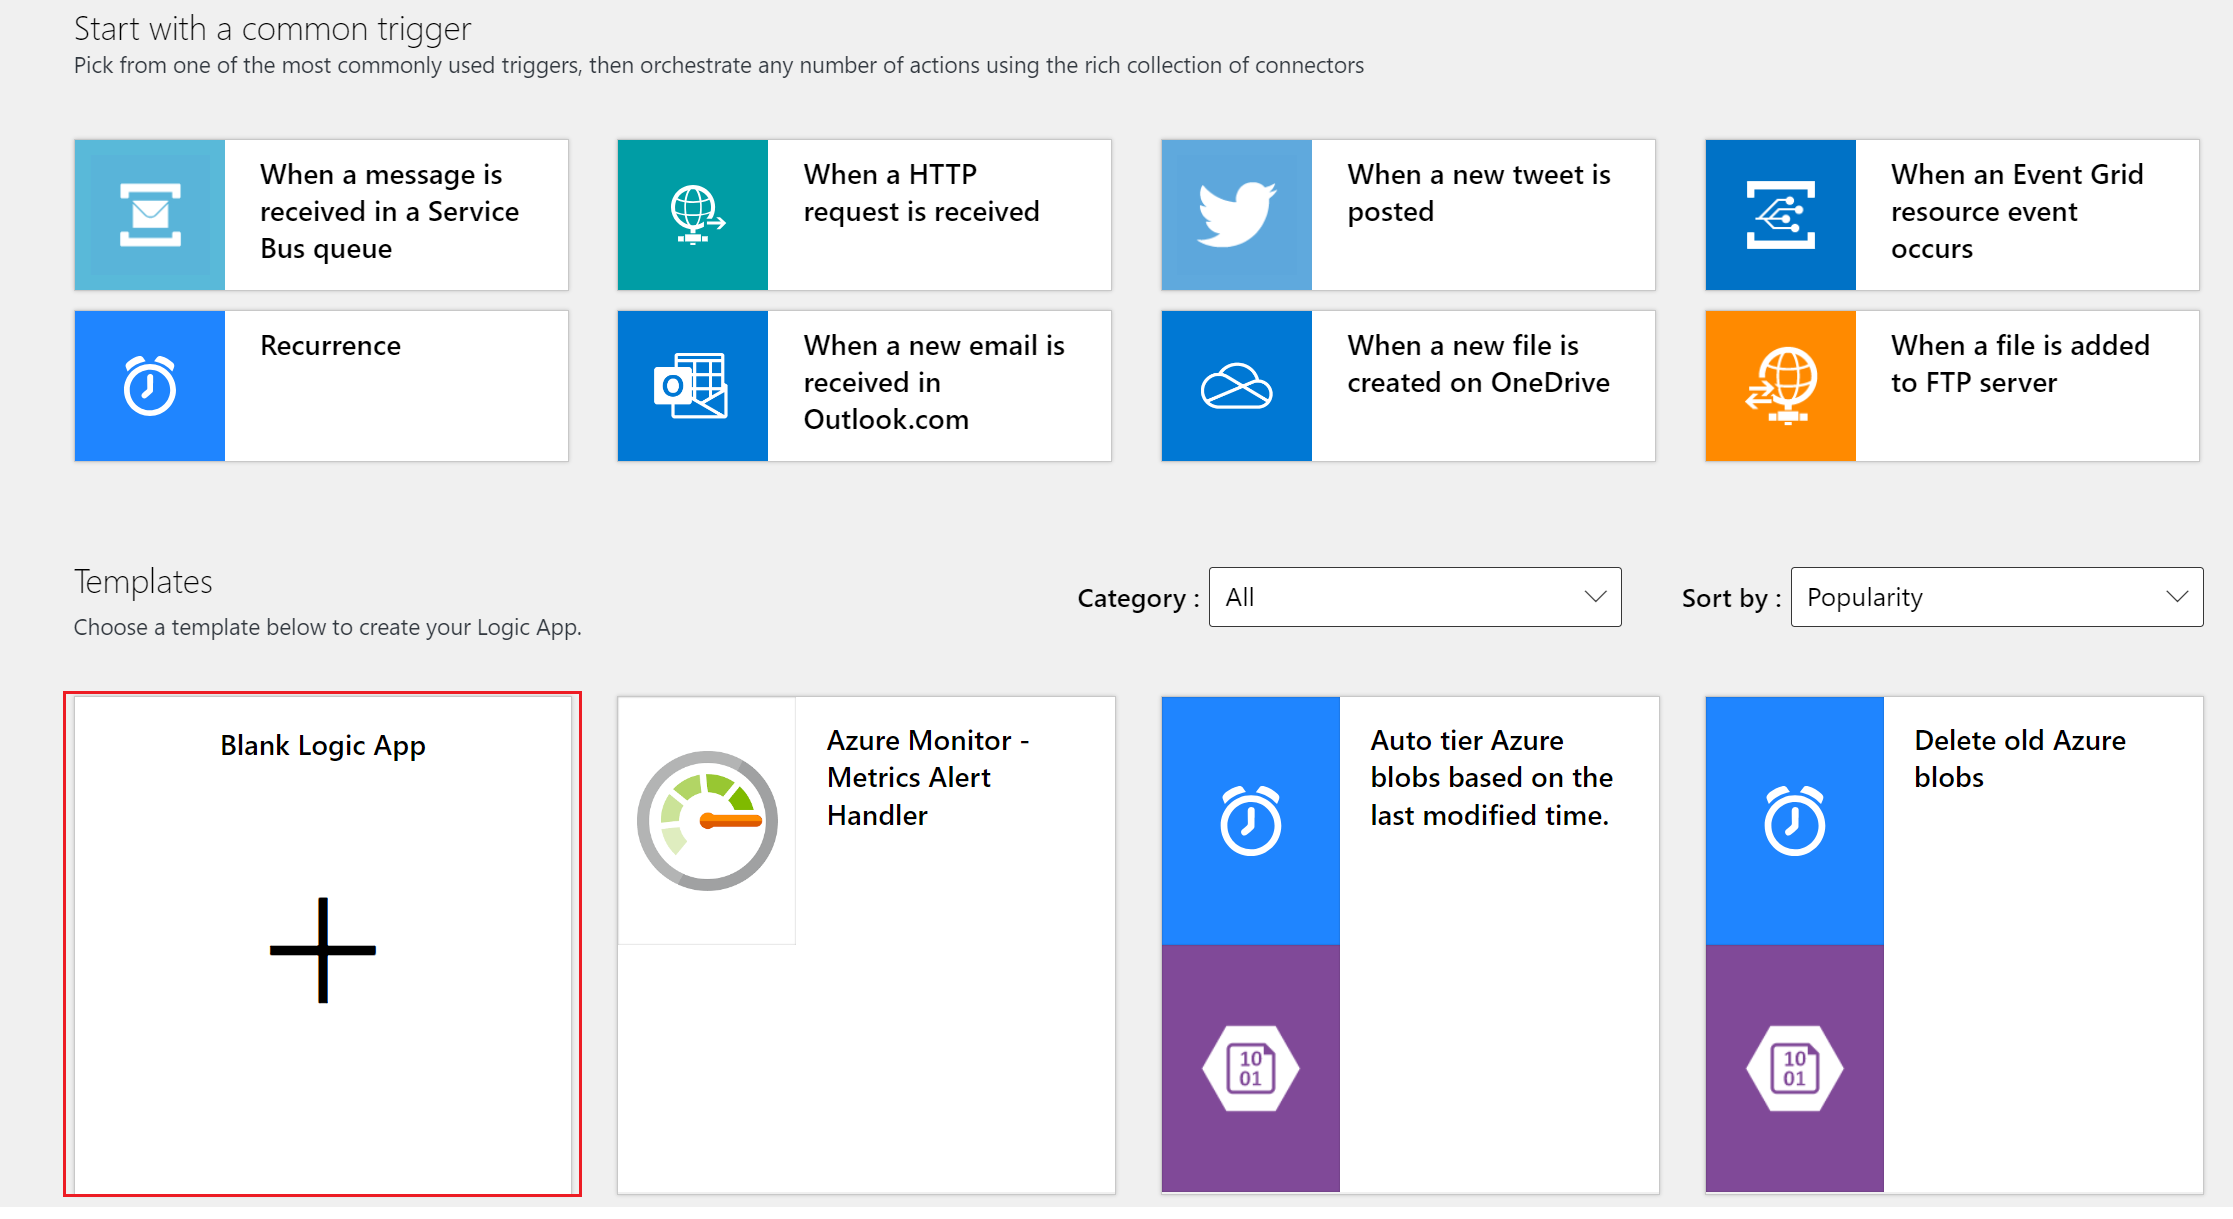 Start with a common trigger
Pick from one of the most commonly used triggers, then orchestrate any number of actions using the rich collection of connectors
When a message is
received in a Service
Bus queue
When a HTTP
request is received
When a new tweet is
posted
When an Event Grid
resource event
occurs
Recurrence
When a new email is
received in
Outlook.com
When a new file is
created on OneDrive
When a file is added
to FTP server
Templates
Choose a template below to create your Logic App.
Category :
All
Sort by :
Popularity
Blank Logic App
Azure Monitor -
Metrics Alert
Handler
Auto tier Azure
blobs based on the
last modified time.
10
01
Delete old Azure
blobs
10
01